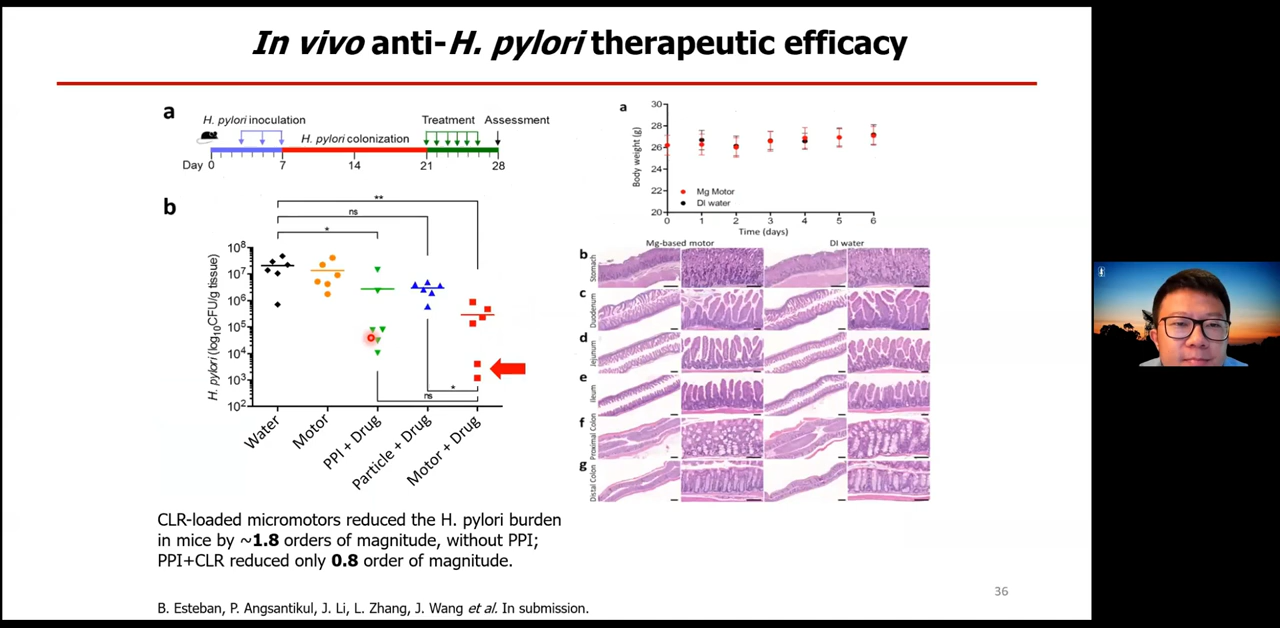 In vivo anti-H. pylori therapeutic efficacy
a
H. pylori inoculation
Treatment
Assessment
H. pylori colonization
Day 0 7 14 21 28
b
**
ns
*
H. pylori (log10CFU/g tissue)
10^8
10^7
10^6
10^5
10^4
10^3
10^2
*
ns
Water
Motor
PPI + Drug
Particle + Drug
Motor + Drug
a
Body weight (g)
30
28
26
24
22
20
Mg Motor
DI water
0 1 2 3 4 5 6
Time (days)
Mg-based motor DI water
b Stomach
c Duodenum
d Jejunum
e Ileum
f Proximal Colon
g Distal Colon
CLR-loaded micromotors reduced the H. pylori burden
in mice by ~1.8 orders of magnitude, without PPI;
PPI+CLR reduced only 0.8 order of magnitude.
B. Esteban, P. Angsantikul, J. Li, L. Zhang, J. Wang et al. In submission.
36